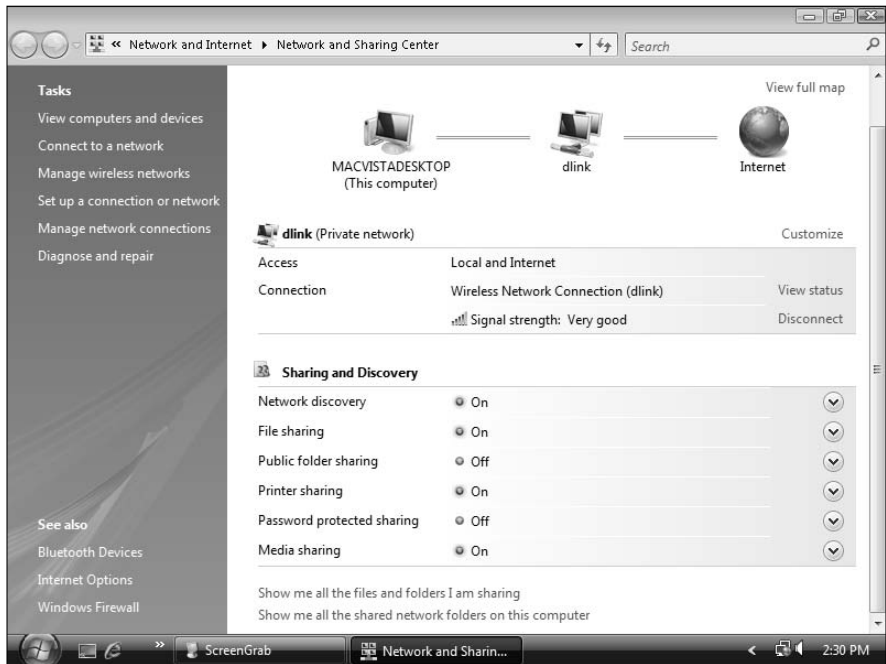 « Network and Internet ▸ Network and Sharing Center
Search
Tasks
View computers and devices
Connect to a network
Manage wireless networks
Set up a connection or network
Manage network connections
Diagnose and repair
See also
Bluetooth Devices
Internet Options
Windows Firewall
View full map
MACVISTADESKTOP
(This computer)
dlink
Internet
dlink (Private network)
Customize
Access Local and Internet
Connection Wireless Network Connection (dlink) View status
Signal strength: Very good Disconnect
Sharing and Discovery
Network discovery On
File sharing On
Public folder sharing Off
Printer sharing On
Password protected sharing Off
Media sharing On
Show me all the files and folders I am sharing
Show me all the shared network folders on this computer
» ScreenGrab Network and Sharin... < 2:30 PM